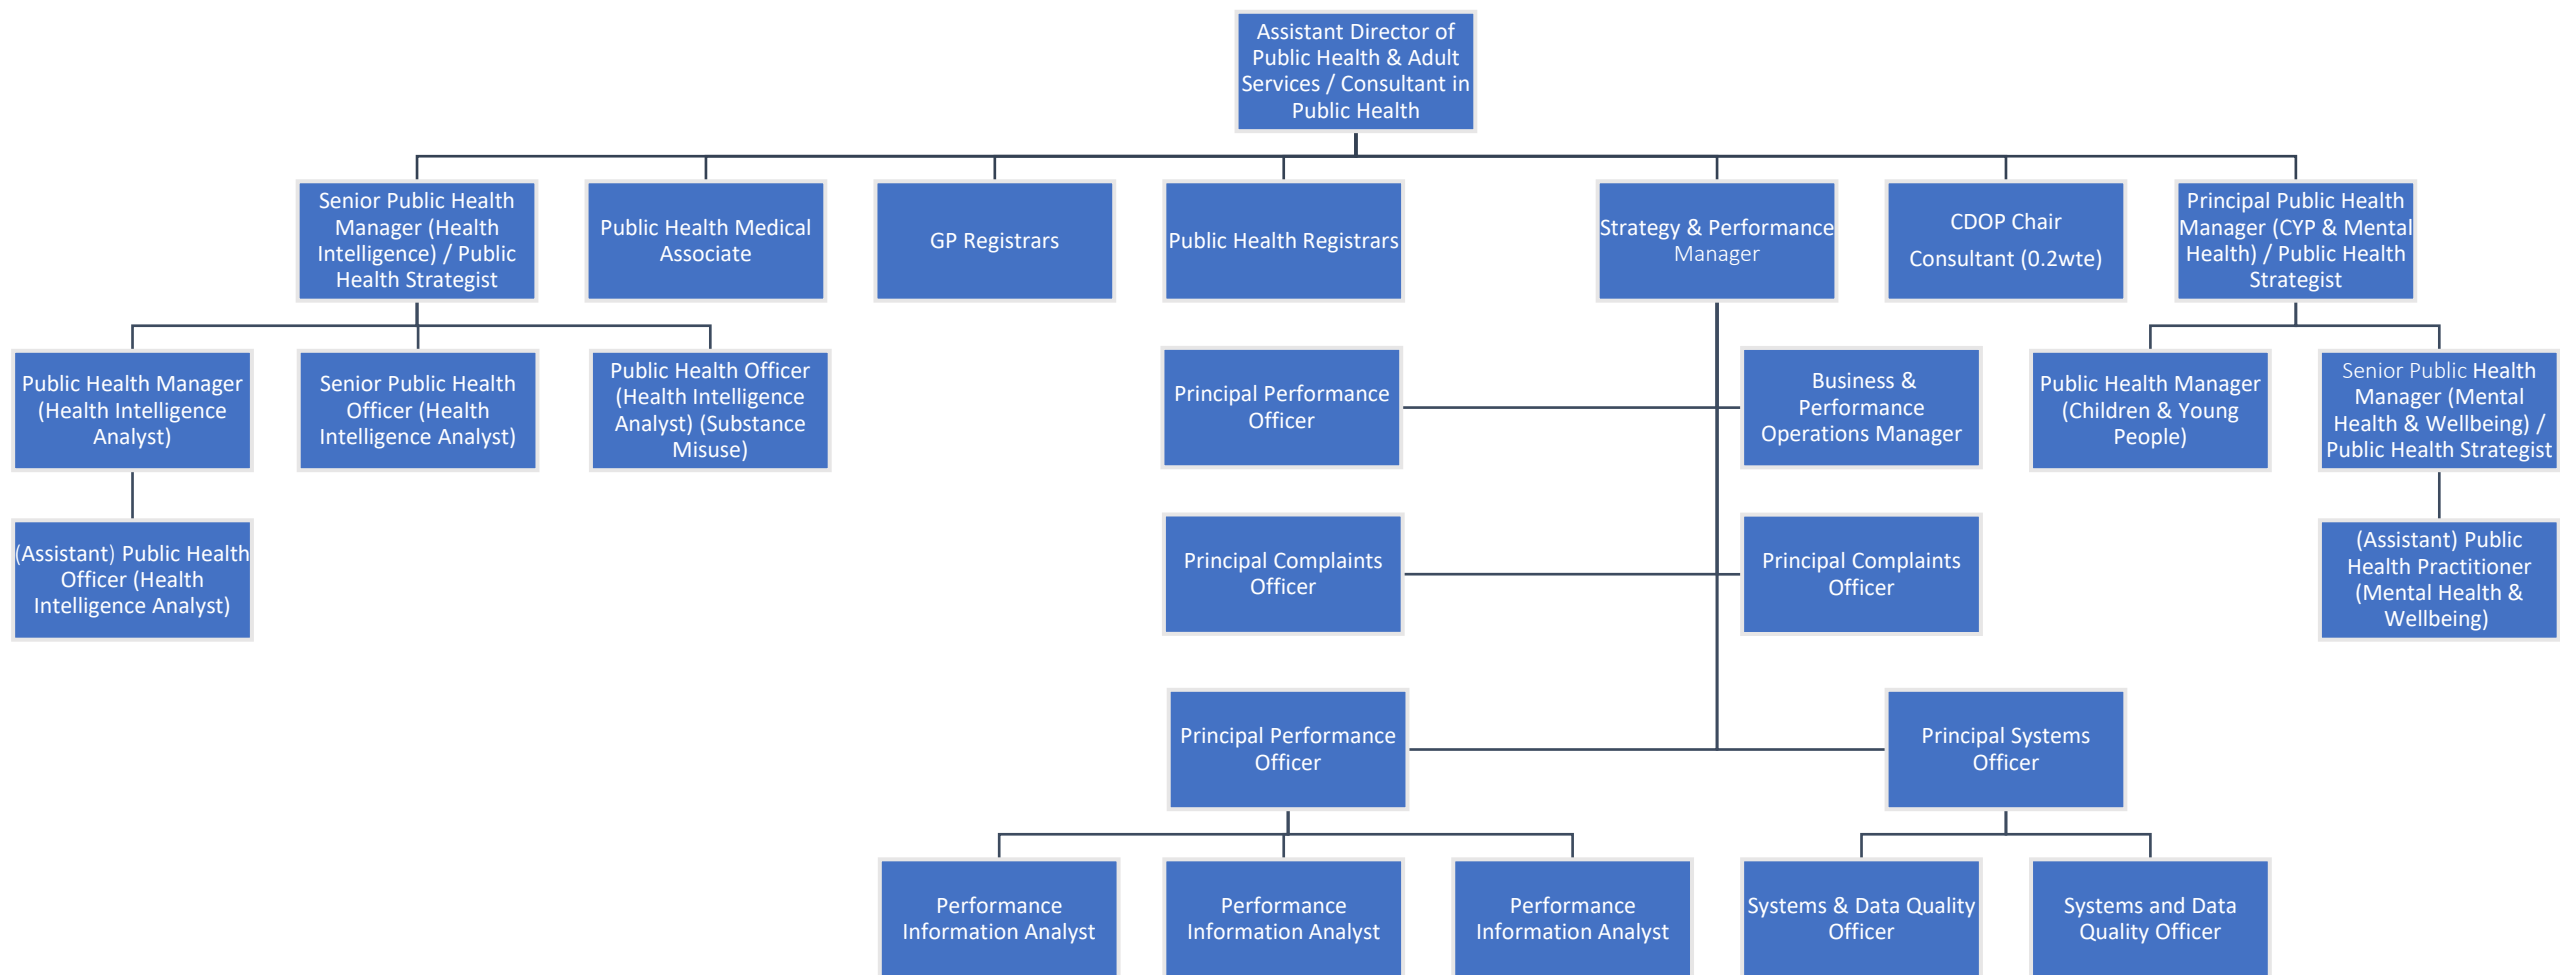 Assistant Director of
Public Health & Adult
Services / Consultant in
Public Health
Senior Public Health
Manager (Health
Intelligence) / Public
Health Strategist
Public Health Medical
Associate
GP Registrars
Public Health Registrars
Strategy & Performance
Manager
CDOP Chair
Consultant (0.2wte)
Principal Public Health
Manager (CYP & Mental
Health) / Public Health
Strategist
Public Health Manager
(Health Intelligence
Analyst)
Senior Public Health
Officer (Health
Intelligence Analyst)
Public Health Officer
(Health Intelligence
Analyst) (Substance
Misuse)
Principal Performance
Officer
Business &
Performance
Operations Manager
Public Health Manager
(Children & Young
People)
Senior Public Health
Manager (Mental
Health & Wellbeing) /
Public Health Strategist
(Assistant) Public Health
Officer (Health
Intelligence Analyst)
Principal Complaints
Officer
Principal Complaints
Officer
(Assistant) Public
Health Practitioner
(Mental Health &
Wellbeing)
Principal Performance
Officer
Principal Systems
Officer
Performance
Information Analyst
Performance
Information Analyst
Performance
Information Analyst
Systems & Data Quality
Officer
Systems and Data
Quality Officer